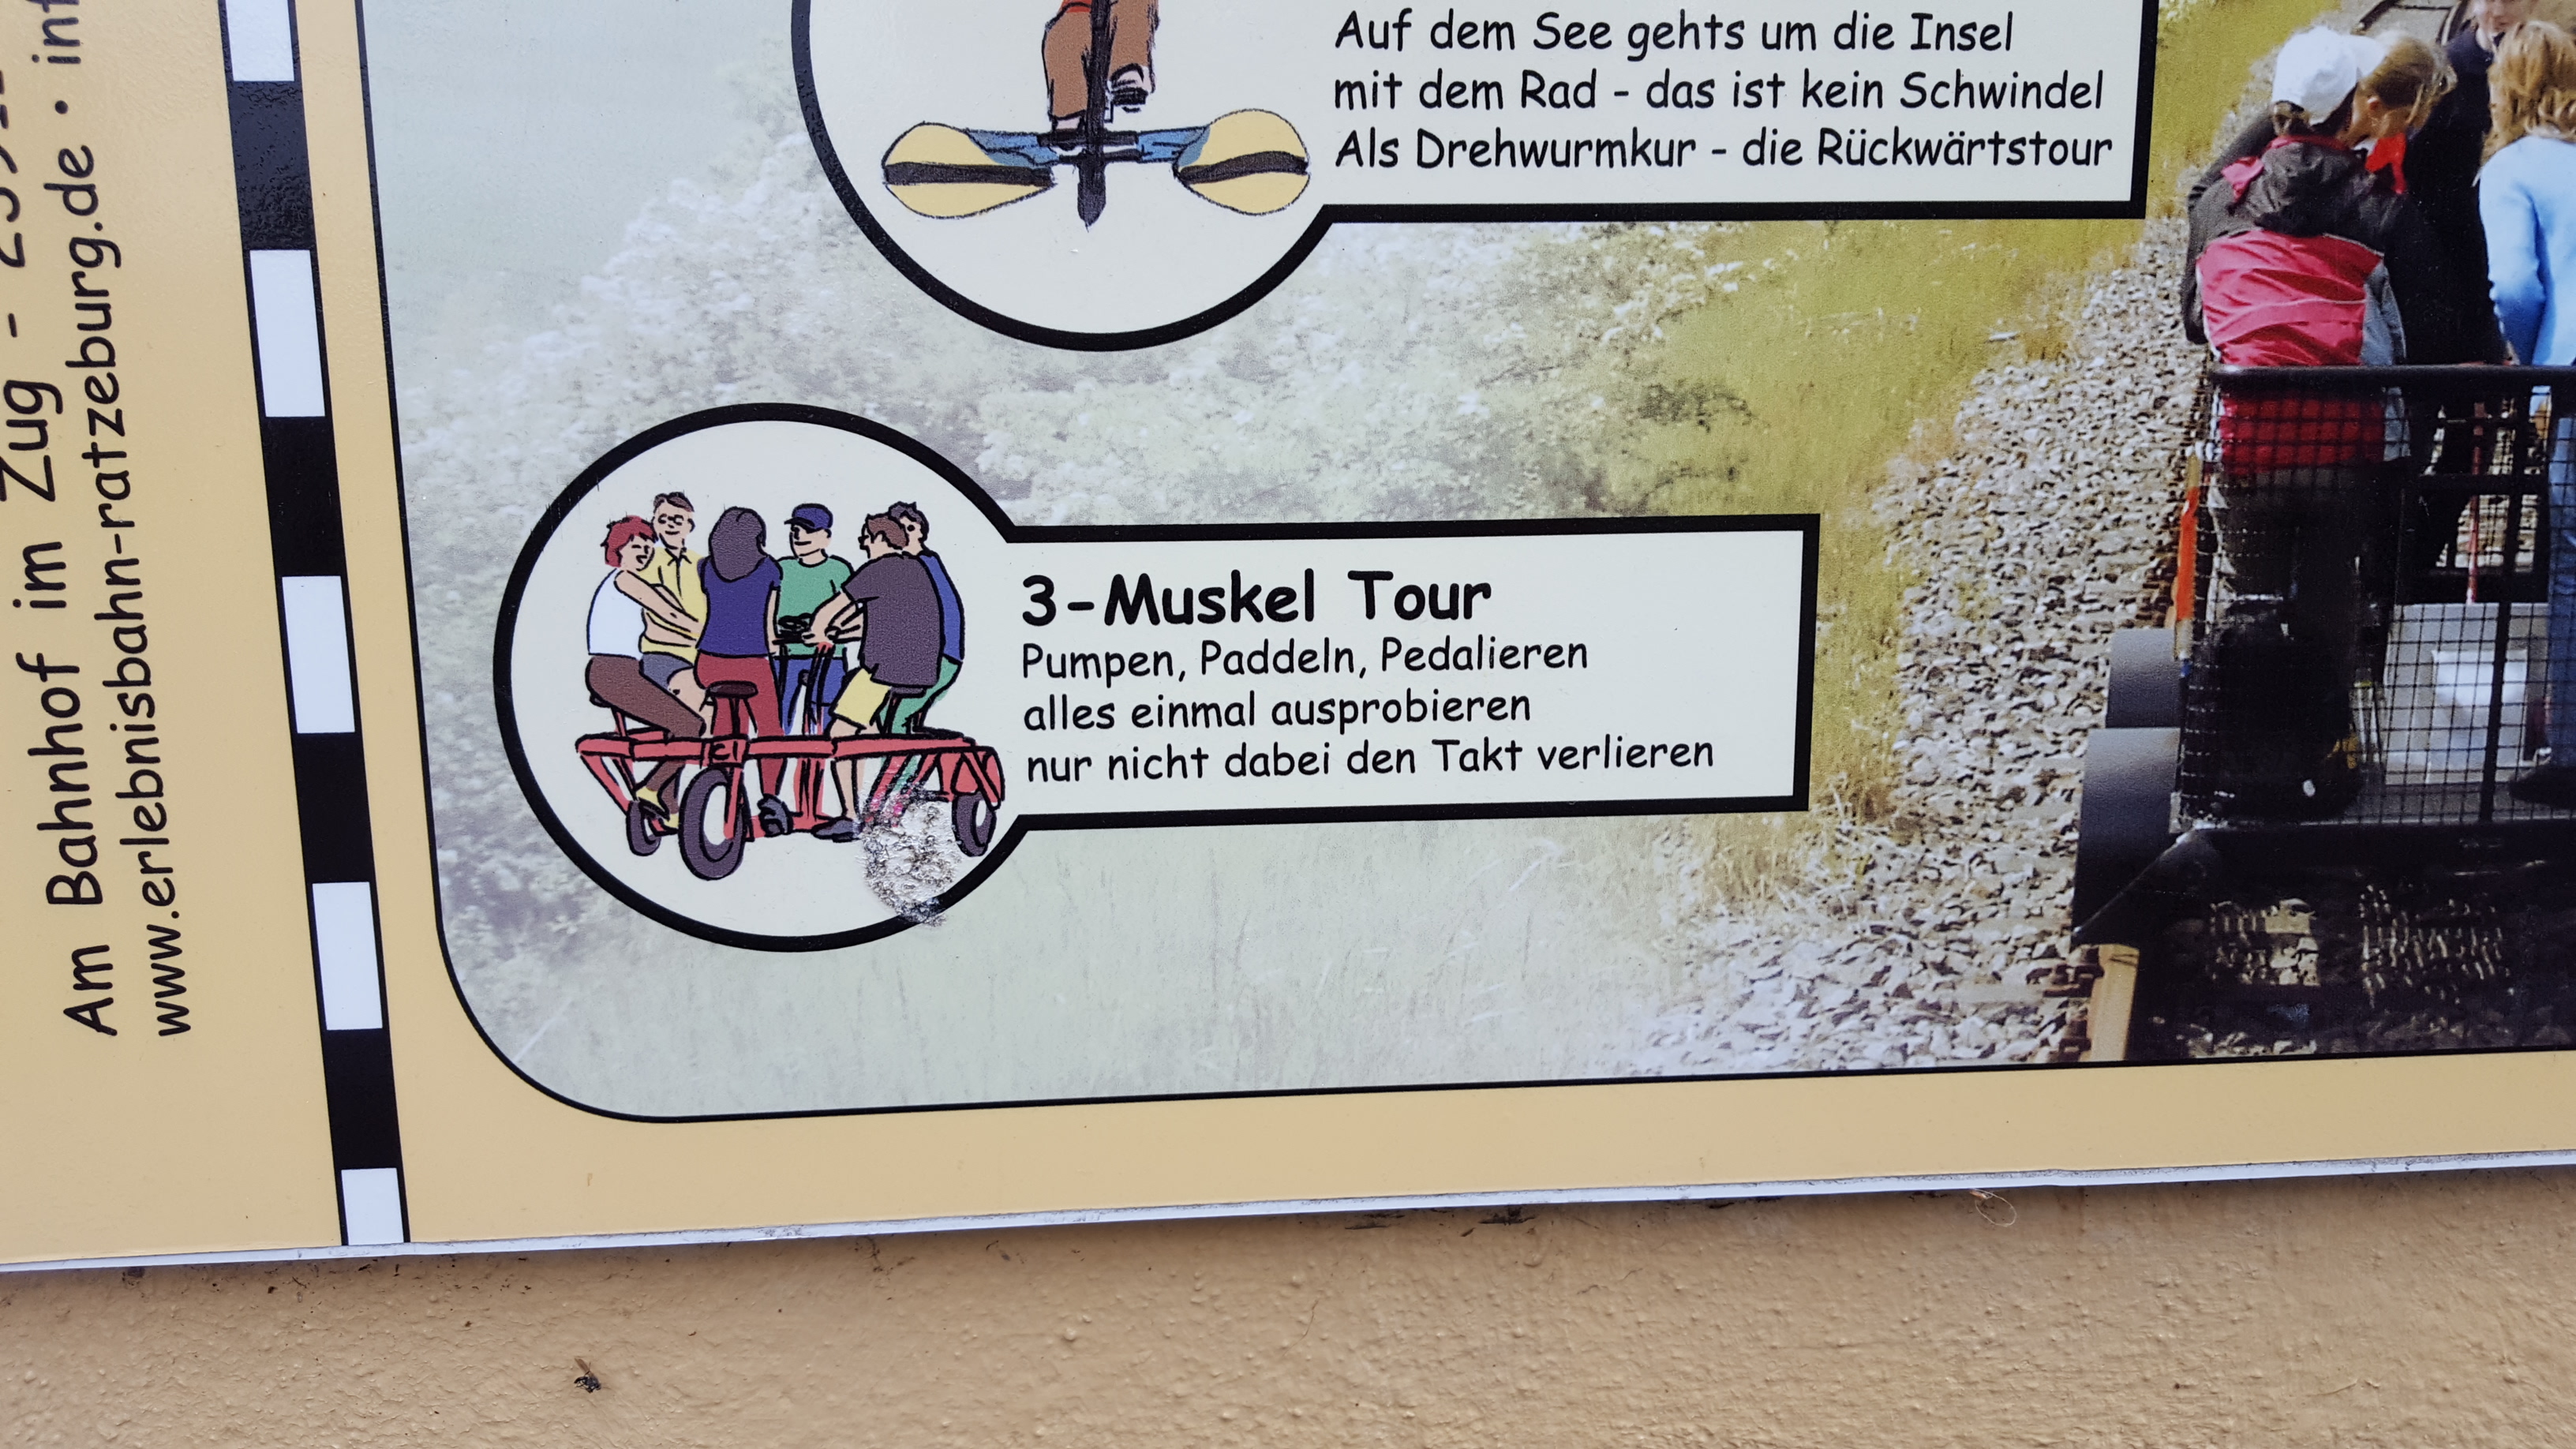 Auf dem See gehts um die Insel
mit dem Rad - das ist kein Schwindel
Als Drehwurmkur - die Rückwärtstour
3-Muskel Tour
Pumpen, Paddeln, Pedalieren
alles einmal ausprobieren
nur nicht dabei den Takt verlieren
Am Bahnhof im Zug -
www.erlebnisbahn-ratzeburg.de •